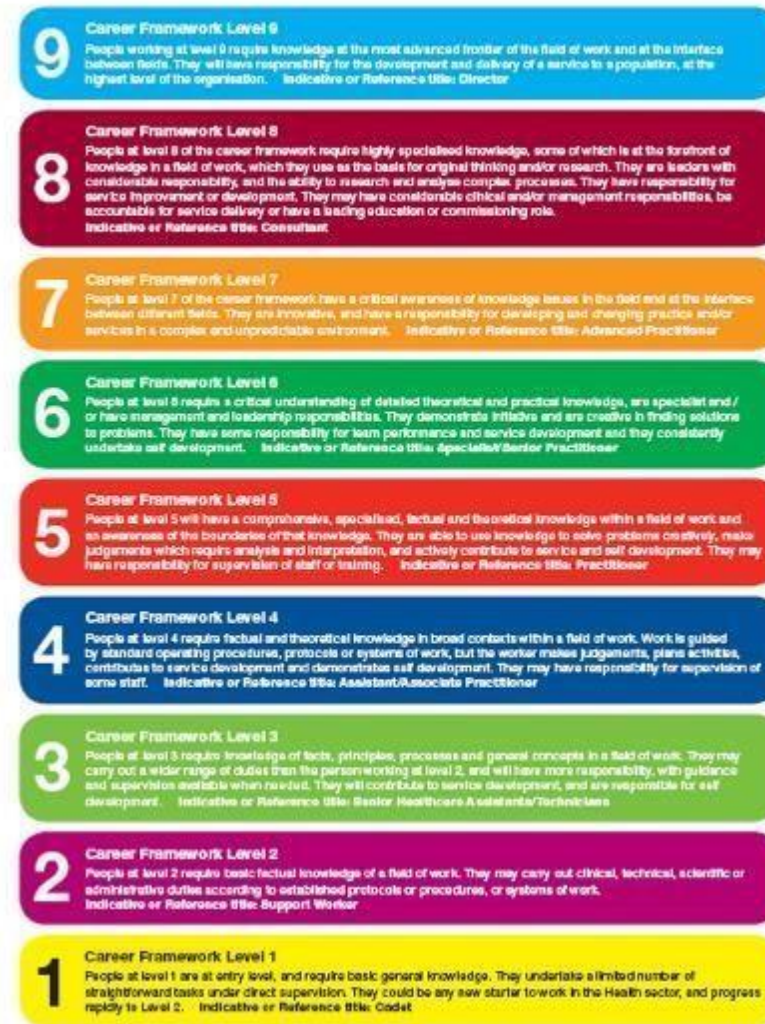 9
Career Framework Level 9
People working at level 9 require knowledge at the most advanced frontier of the field of work and at the interface
between fields. They will have responsibility for the development and delivery of a service to a population, at the
highest level of the organisation. Indicative or Reference title: Director
8
Career Framework Level 8
People at level 8 of the career framework require highly specialised knowledge, some of which is at the forefront of
knowledge in a field of work, which they use as the basis for original thinking and/or research. They are leaders with
considerable responsibility, and the ability to research and analyse complex processes. They have responsibility for
service improvement or development. They may have considerable clinical and/or management responsibilities, be
accountable for service delivery or have a leading education or commissioning role.
Indicative or Reference title: Consultant
7
Career Framework Level 7
People at level 7 of the career framework have a critical awareness of knowledge issues in the field and at the interface
between different fields. They are innovative, and have a responsibility for developing and changing practice and/or
services in a complex and unpredictable environment. Indicative or Reference title: Advanced Practitioner
6
Career Framework Level 6
People at level 6 require a critical understanding of detailed theoretical and practical knowledge, are specialist and /
or have management and leadership responsibilities. They demonstrate initiative and are creative in finding solutions
to problems. They have some responsibility for team performance and service development and they consistently
undertake self development. Indicative or Reference title: Specialist/Senior Practitioner
5
Career Framework Level 5
People at level 5 will have a comprehensive, specialised, factual and theoretical knowledge within a field of work and
an awareness of the boundaries of that knowledge. They are able to use knowledge to solve problems creatively, make
judgements which require analysis and interpretation, and actively contribute to service and self development. They may
have responsibility for supervision of staff or training. Indicative or Reference title: Practitioner
4
Career Framework Level 4
People at level 4 require factual and theoretical knowledge in broad contexts within a field of work. Work is guided
by standard operating procedures, protocols or systems of work, but the worker makes judgements, plans activities,
contributes to service development and demonstrates self development. They may have responsibility for supervision of
some staff. Indicative or Reference title: Assistant/Associate Practitioner
3
Career Framework Level 3
People at level 3 require knowledge of facts, principles, processes and general concepts in a field of work. They may
carry out a wider range of duties than the person working at level 2, and will have more responsibility, with guidance
and supervision available when needed. They will contribute to service development, and are responsible for self
development. Indicative or Reference title: Senior Healthcare Assistants/Technicians
2
Career Framework Level 2
People at level 2 require basic factual knowledge of a field of work. They may carry out clinical, technical, scientific or
administrative duties according to established protocols or procedures, or systems of work.
Indicative or Reference title: Support Worker
1
Career Framework Level 1
People at level 1 are at entry level, and require basic general knowledge. They undertake a limited number of
straightforward tasks under direct supervision. They could be any new starter to work in the Health sector, and progress
rapidly to Level 2. Indicative or Reference title: Cadet